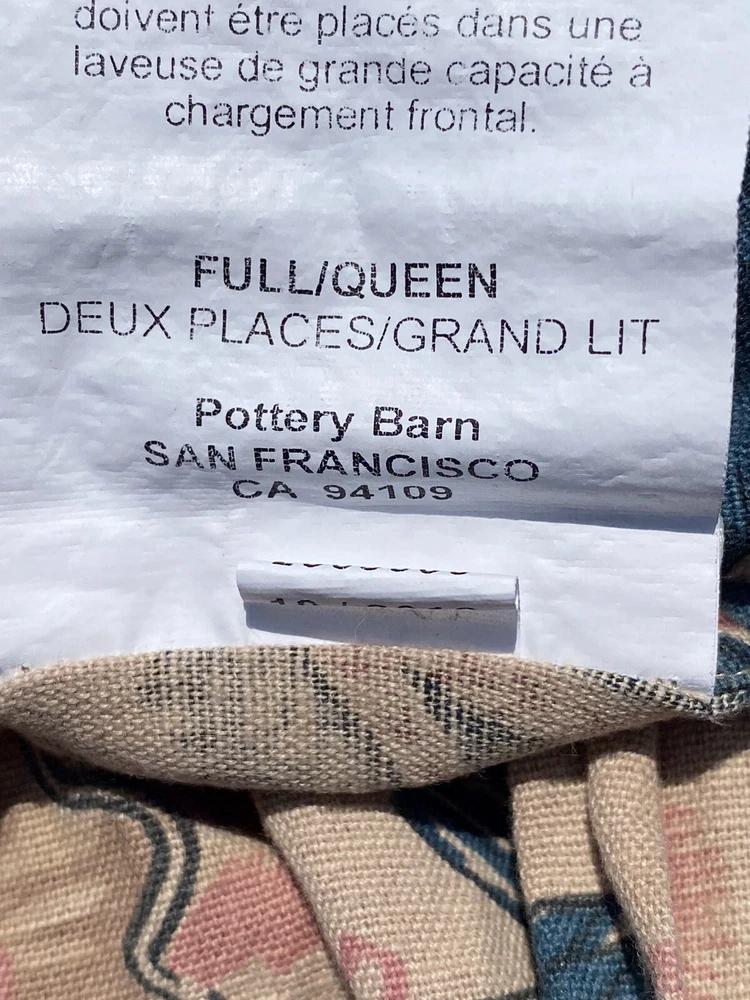 doivent étre placés dans une
laveuse de grande capacité à
chargement frontal.
FULL/QUEEN
DEUX PLACES/GRAND LIT
Pottery Barn
SAN FRANCISCO
CA 94109